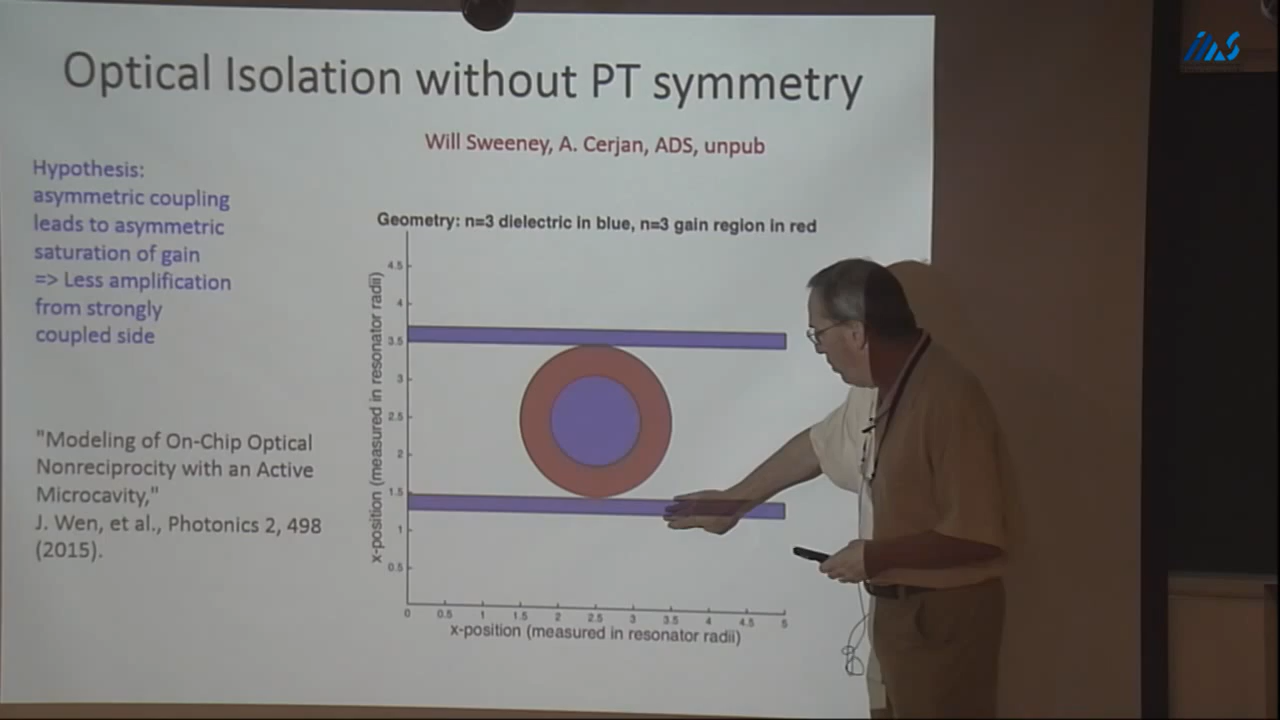 Optical Isolation without PT symmetry
Will Sweeney, A. Cerjan, ADS, unpub
Hypothesis:
asymmetric coupling
leads to asymmetric
saturation of gain
=> Less amplification
from strongly
coupled side
"Modeling of On-Chip Optical
Nonreciprocity with an Active
Microcavity,"
J. Wen, et al., Photonics 2, 498
(2015).
Geometry: n=3 dielectric in blue, n=3 gain region in red
x-position (measured in resonator radii)
4.5
4
3.5
3
2.5
2
1.5
1
0.5
0 0.5 1 1.5 2 2.5 3 3.5 4 4.5 5
x-position (measured in resonator radii)
IMS